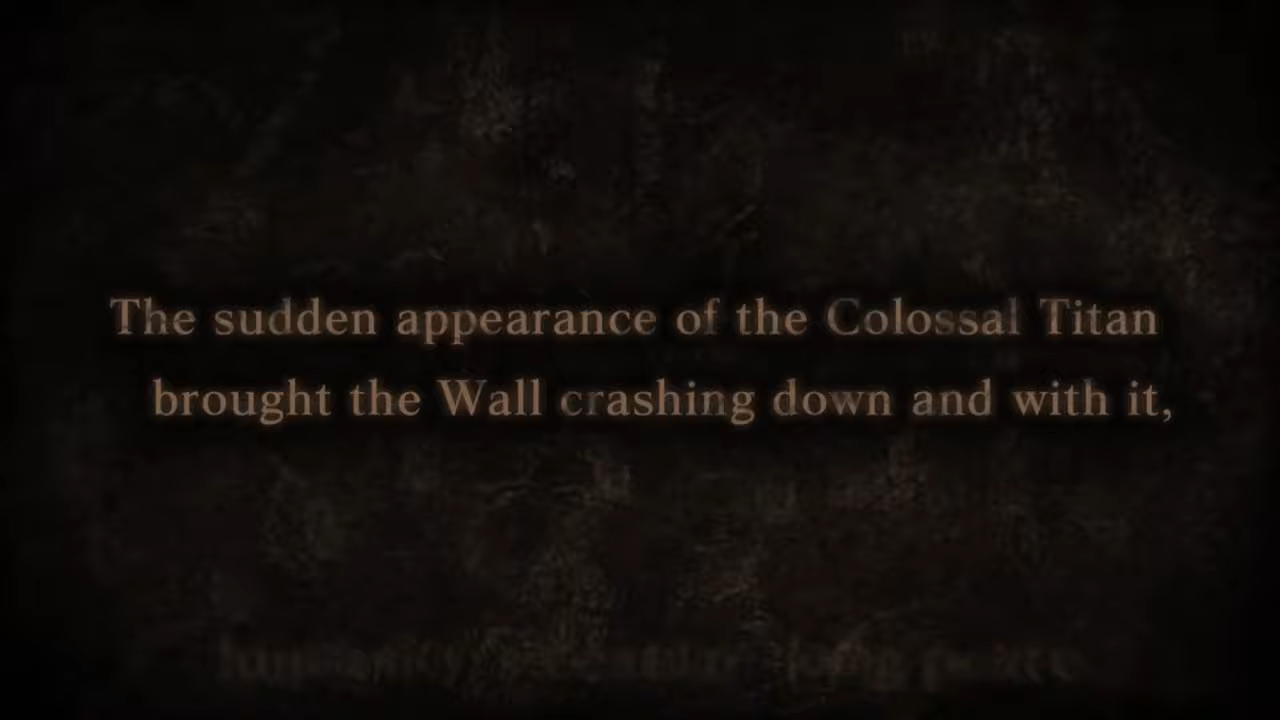 The sudden appearance of the Colossal Titan
brought the Wall crashing down and with it,